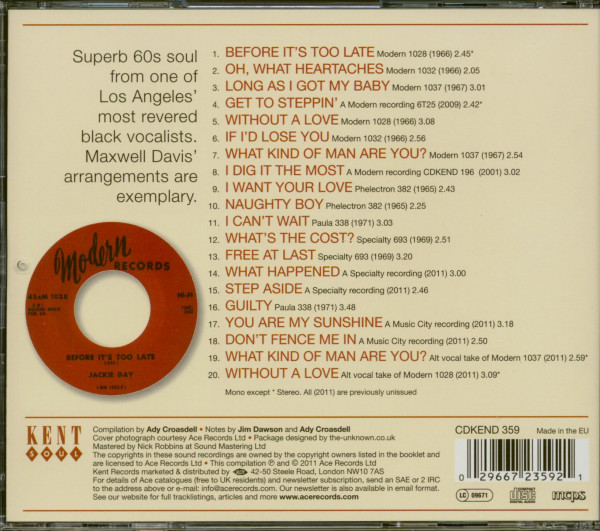 Superb 60s soul
from one of
Los Angeles'
most revered
black vocalists.
Maxwell Davis'
arrangements are
exemplary.
1. BEFORE IT'S TOO LATE Modern 1028 (1966) 2.45*
2. OH, WHAT HEARTACHES Modern 1032 (1966) 2.05
3. LONG AS I GOT MY BABY Modern 1037 (1967) 3.01
4. GET TO STEPPIN' A Modern recording 6T25 (2009) 2.42*
5. WITHOUT A LOVE Modern 1028 (1966) 3.08
6. IF I'D LOSE YOU Modern 1032 (1966) 2.56
7. WHAT KIND OF MAN ARE YOU? Modern 1037 (1967) 2.54
8. I DIG IT THE MOST A Modern recording CDKEND 196 (2001) 3.02
9. I WANT YOUR LOVE Phelectron 382 (1965) 2.43
10. NAUGHTY BOY Phelectron 382 (1965) 2.25
11. I CAN'T WAIT Paula 338 (1971) 3.03
12. WHAT'S THE COST? Specialty 693 (1969) 2.51
13. FREE AT LAST Specialty 693 (1969) 3.20
14. WHAT HAPPENED A Specialty recording (2011) 3.00
15. STEP ASIDE A Specialty recording (2011) 2.46
16. GUILTY Paula 338 (1971) 3.48
17. YOU ARE MY SUNSHINE A Music City recording (2011) 3.18
18. DON'T FENCE ME IN A Music City recording (2011) 2.50
19. WHAT KIND OF MAN ARE YOU? Alt vocal take of Modern 1037 (2011) 2.59*
20. WITHOUT A LOVE Alt vocal take of Modern 1028 (2011) 3.09*
Mono except * Stereo. All (2011) are previously unissued
Modern
RECORDS
45xM 1028
HI-FI
BEFORE IT'S TOO LATE
JACKIE DAY
KENT
SOUL
Compilation by Ady Croasdell • Notes by Jim Dawson and Ady Croasdell
Cover photograph courtesy Ace Records Ltd • Package designed by the-unknown.co.uk
Mastered by Nick Robbins at Sound Mastering Ltd
The copyrights in these sound recordings are owned by the copyright owners listed in the booklet and
are licensed to Ace Records Ltd • This compilation ℗ and © 2011 Ace Records Ltd
Kent Records marketed & distributed by ace 42-50 Steele Road, London NW10 7AS
For details of Ace catalogues (free to UK residents) and newsletter subscription, send an SAE or 2 IRC
to the address above or e-mail: info@acerecords.com. Our newsletter is also available in email format.
See our website for full tracklistings, articles and more at www.acerecords.com
CDKEND 359
Made in the EU
0 29667 23592 1
LC 09671
COMPACT
disc
DIGITAL AUDIO
mcps